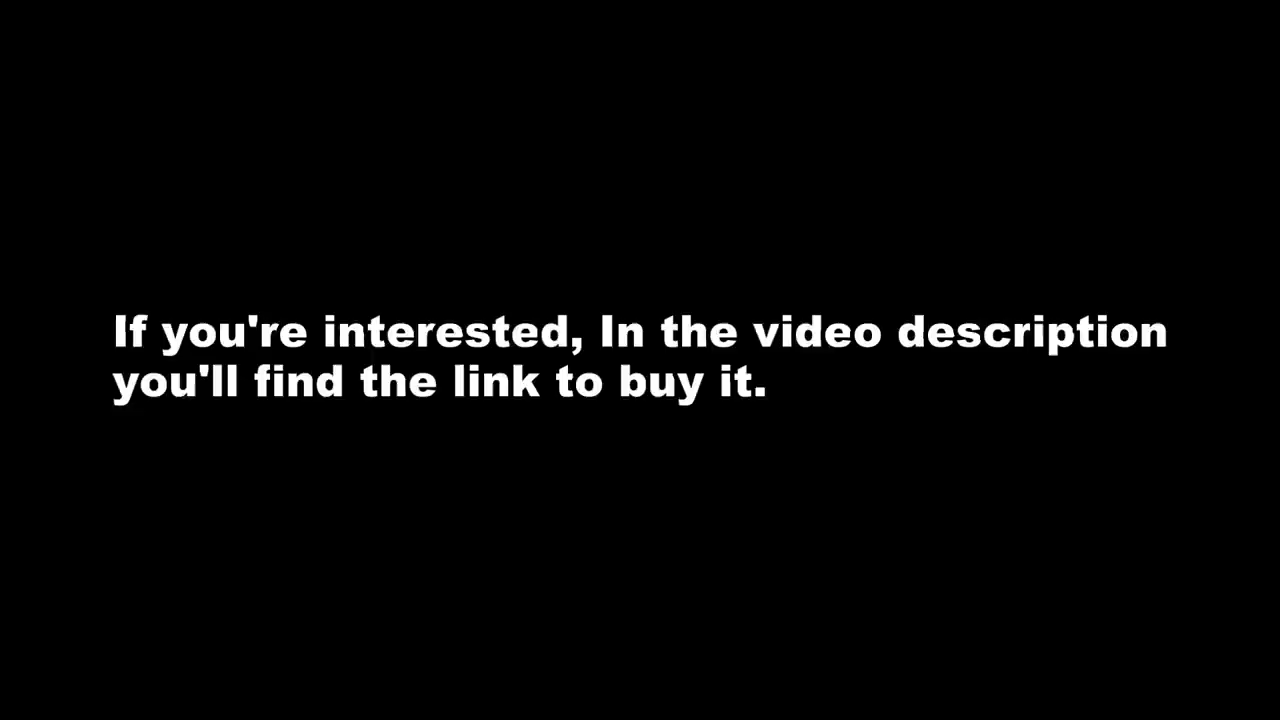 If you're interested, In the video description
you'll find the link to buy it.